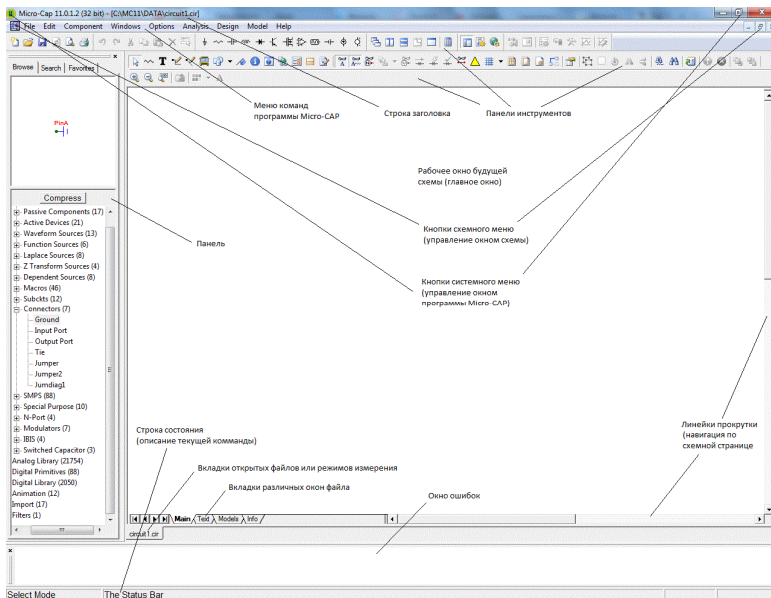 Micro-Cap 11.0.1.2 (32 bit) - [C:\MC11\DATA\circuit1.cir]
File Edit Component Windows Options Analysis Design Model Help
Browse Search Favorites
Меню команд
программы Micro-CAP
Строка заголовка
Панели инструментов
PinA
Рабочее окно будущей
схемы (главное окно)
Compress
Passive Components (17)
Active Devices (21)
Waveform Sources (13)
Function Sources (6)
Laplace Sources (8)
Z Transform Sources (4)
Dependent Sources (8)
Macros (46)
Subckts (12)
Connectors (7)
Ground
Input Port
Output Port
Tie
Jumper
Jumper2
Jumdiag1
SMPS (88)
Special Purpose (10)
N-Port (4)
Modulators (7)
IBIS (4)
Switched Capacitor (3)
Analog Library (21754)
Digital Primitives (88)
Digital Library (2050)
Animation (12)
Import (17)
Filters (1)
Панель
Кнопки схемного меню
(управление окном схемы)
Кнопки системного меню
(управление окном
программы Micro-CAP)
Линейки прокрутки
(навигация по
схемной странице
Строка состояния
(описание текущей комманды)
Вкладки открытых файлов или режимов измерения
Вкладки различных окон файла
Окно ошибок
Main Text Models Info
circuit1.cir
Select Mode
The Status Bar